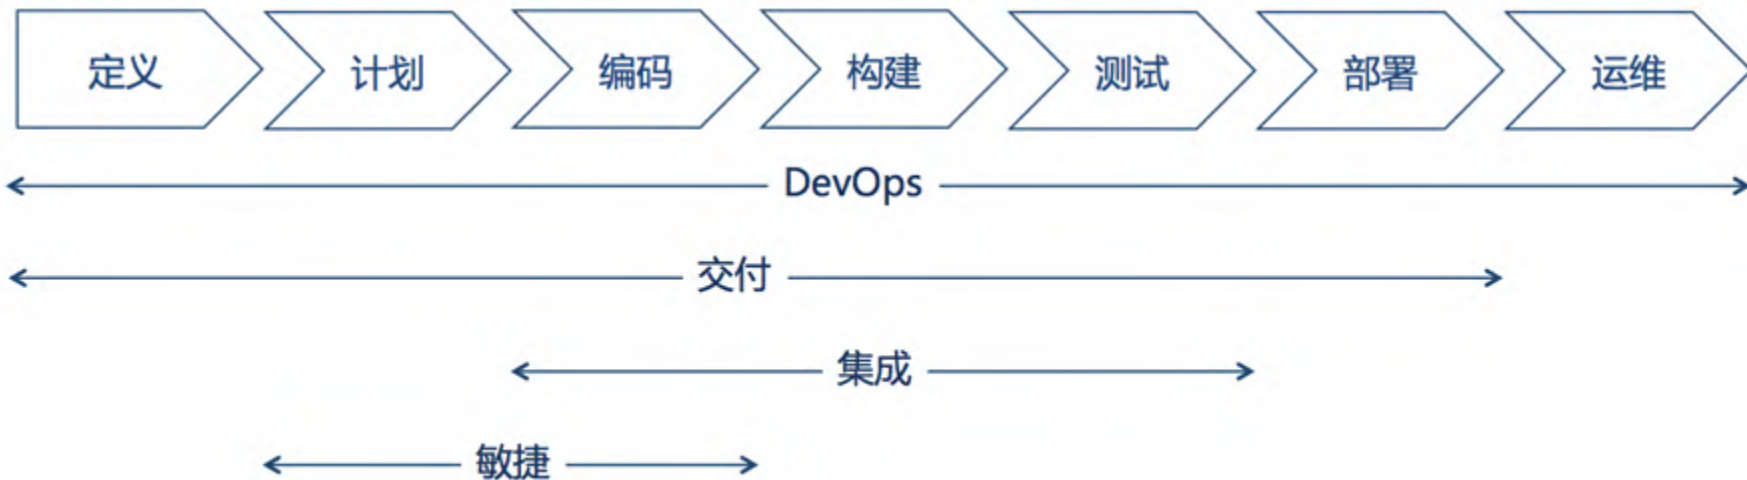 定义 计划 编码 构建 测试 部署 运维
DevOps
交付
集成
敏捷